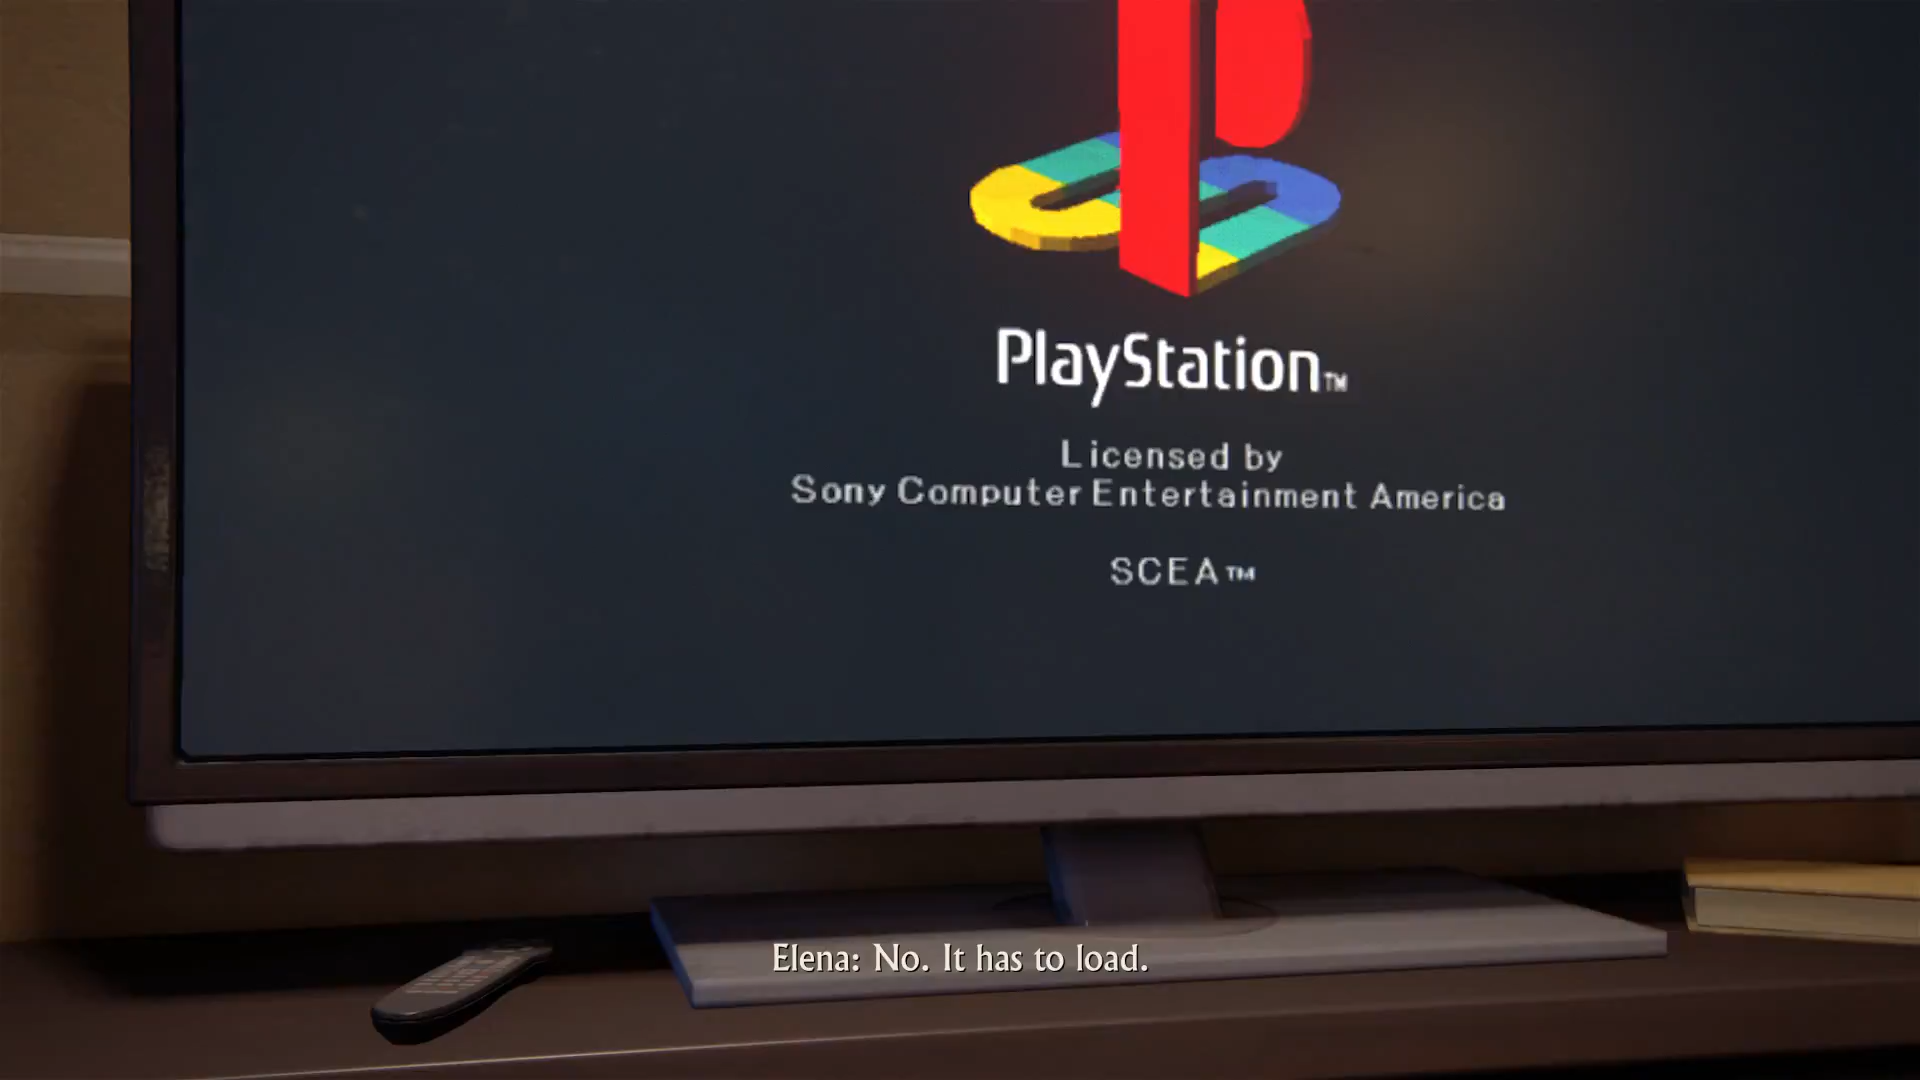 PlayStation™
Licensed by
Sony Computer Entertainment America
SCEA™
Elena: No. It has to load.